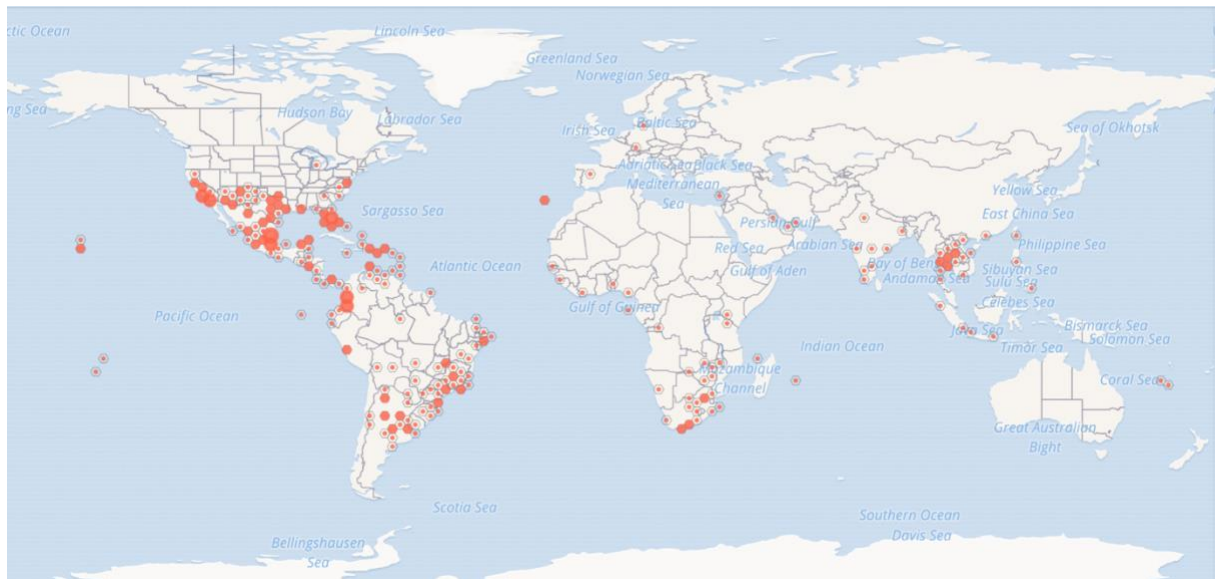 ctic Ocean
Lincoln Sea
Greenland Sea
Norwegian Sea
ng Sea
Hudson Bay
Labrador Sea
Irish Sea
Baltic Sea
Sea of Okhotsk
Adriatic Sea
Black Sea
Mediterranean
Sea
Yellow Sea
Sargasso Sea
East China Sea
Persian Gulf
Red Sea
Arabian Sea
Philippine Sea
Atlantic Ocean
Gulf of Aden
Bay of Ben
Andaman Sea
Sibuyan Sea
Sulu Sea
Celebes Sea
Gulf of Guinea
Pacific Ocean
Java Sea
Bismarck Sea
Solomon Sea
Indian Ocean
Timor Sea
Mozambique
Channel
Coral Sea
Great Australian
Bight
Scotia Sea
Southern Ocean
Davis Sea
Bellingshausen
Sea